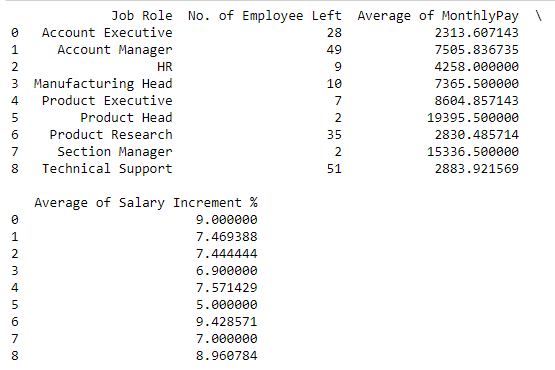 Job Role No. of Employee Left Average of MonthlyPay \
0 Account Executive 28 2313.607143
1 Account Manager 49 7505.836735
2 HR 9 4258.000000
3 Manufacturing Head 10 7365.500000
4 Product Executive 7 8604.857143
5 Product Head 2 19395.500000
6 Product Research 35 2830.485714
7 Section Manager 2 15336.500000
8 Technical Support 51 2883.921569
Average of Salary Increment %
0 9.000000
1 7.469388
2 7.444444
3 6.900000
4 7.571429
5 5.000000
6 9.428571
7 7.000000
8 8.960784